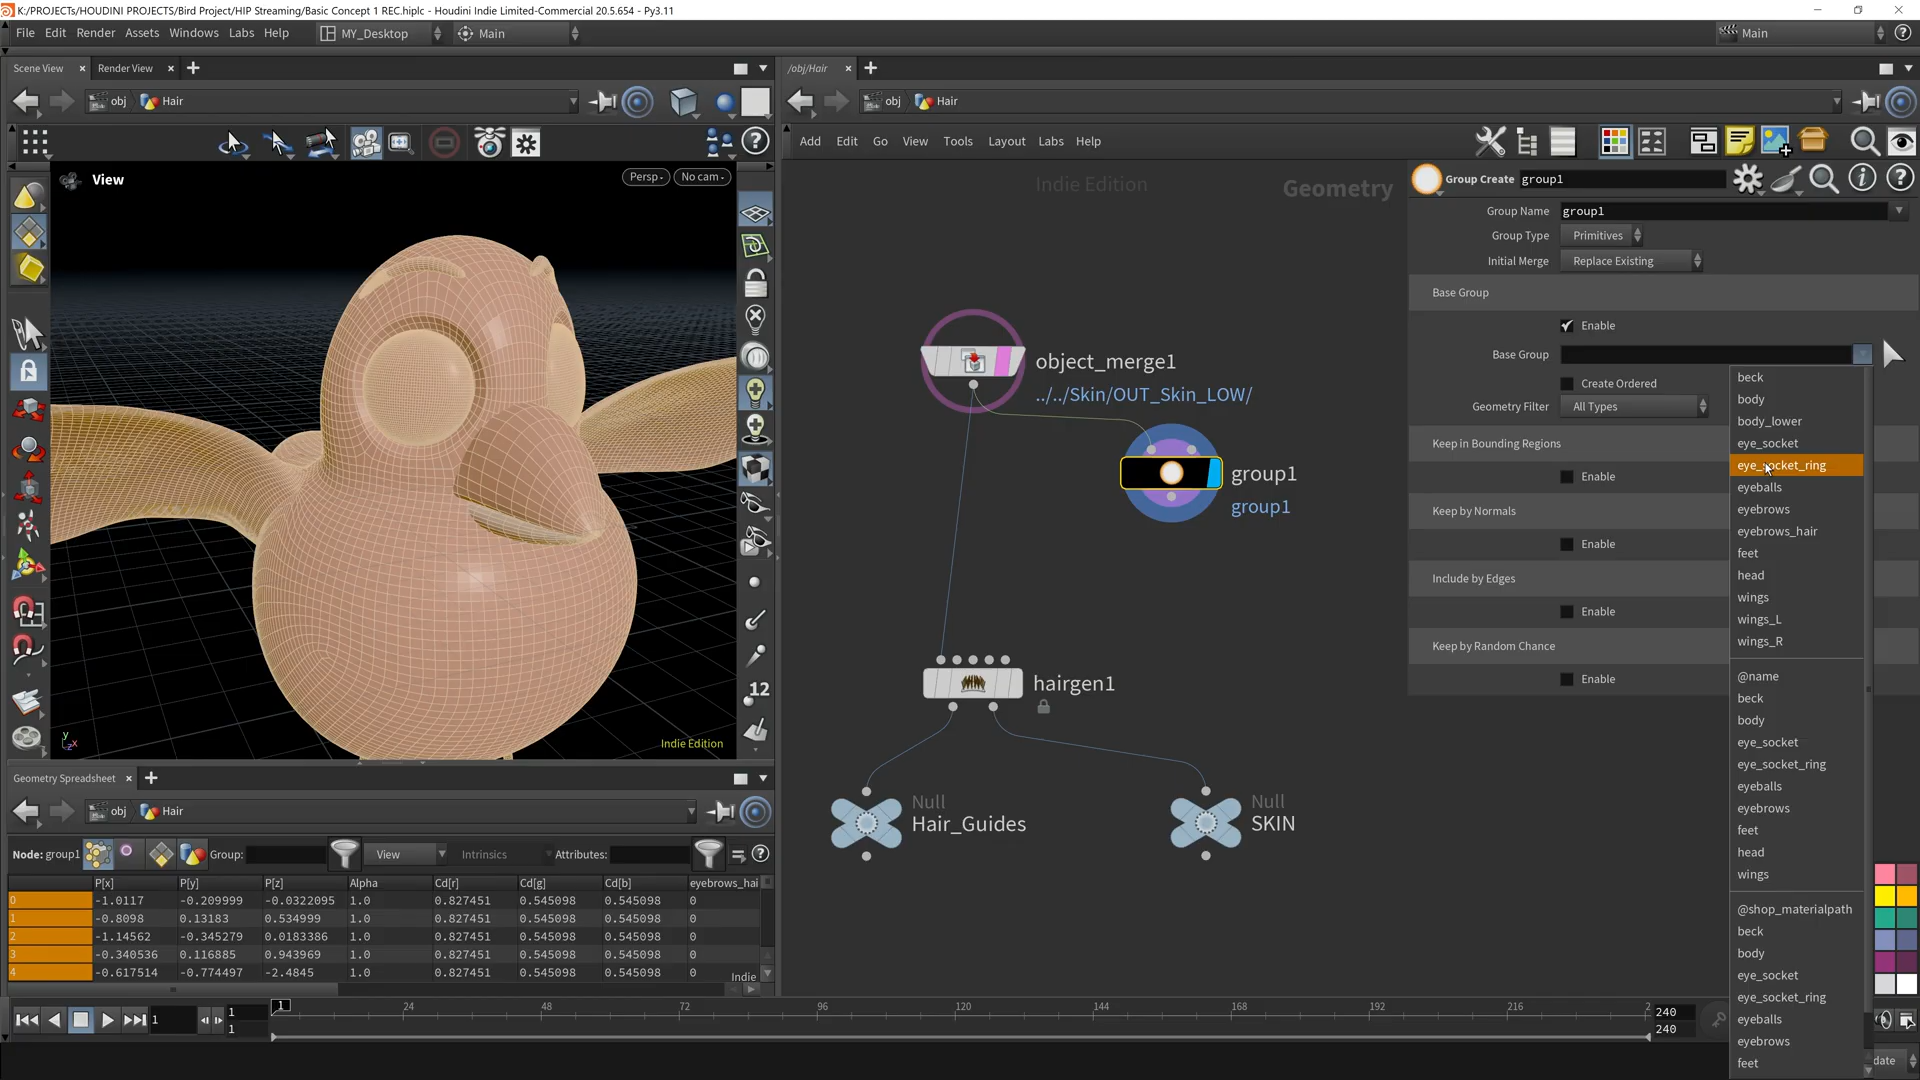 K:/PROJECTs/HOUDINI PROJECTS/Bird Project/HIP Streaming/Basic Concept 1 REC.hiplc - Houdini Indie Limited-Commercial 20.5.654 - Py3.11
File Edit Render Assets Windows Labs Help MY_Desktop Main Main
Scene View Render View
obj Hair
View
Persp No cam
12
Indie Edition
y z x
Geometry Spreadsheet
obj Hair
Node: group1 Group: View Intrinsics Attributes:
P[x] P[y] P[z] Alpha Cd[r] Cd[g] Cd[b] eyebrows_hai
0 -1.0117 -0.209999 -0.0322095 1.0 0.827451 0.545098 0.545098 0
1 -0.8098 0.13183 0.534999 1.0 0.827451 0.545098 0.545098 0
2 -1.14562 -0.345279 0.0183386 1.0 0.827451 0.545098 0.545098 0
3 -0.340536 0.116885 0.943969 1.0 0.827451 0.545098 0.545098 0
4 -0.617514 -0.774497 -2.4845 1.0 0.827451 0.545098 0.545098 0
Indie
/obj/Hair
obj Hair
Add Edit Go View Tools Layout Labs Help
Indie Edition
Geometry
object_merge1
../../Skin/OUT_Skin_LOW/
group1
group1
hairgen1
Null
Hair_Guides
Null
SKIN
Group Create group1
Group Name group1
Group Type Primitives
Initial Merge Replace Existing
Base Group
Enable
Base Group
Create Ordered
Geometry Filter All Types
Keep in Bounding Regions
Enable
Keep by Normals
Enable
Include by Edges
Enable
Keep by Random Chance
Enable
beck
body
body_lower
eye_socket
eye_socket_ring
eyeballs
eyebrows
eyebrows_hair
feet
head
wings
wings_L
wings_R
@name
beck
body
eye_socket
eye_socket_ring
eyeballs
eyebrows
feet
head
wings
@shop_materialpath
beck
body
eye_socket
eye_socket_ring
eyeballs
eyebrows
feet
1 1 1 1 24 48 72 96 120 144 168 192 216 2 240 240
date